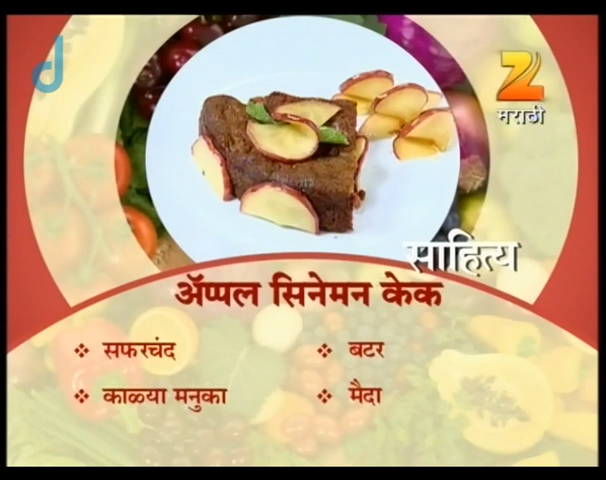 मराठी
साहित्य
ॲप्पल सिनेमन केक
❖ सफरचंद
❖ बटर
❖ काळ्या मनुका
❖ मैदा